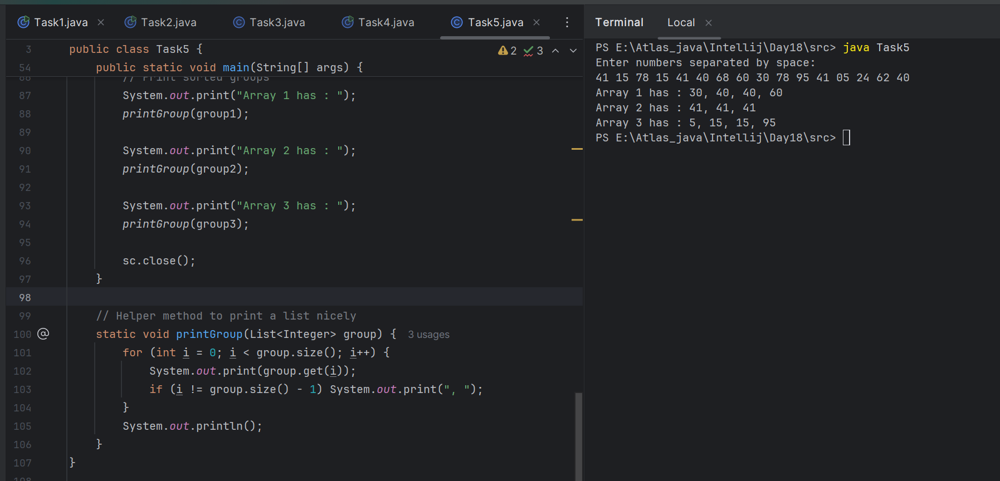 Task1.java
Task2.java
Task3.java
Task4.java
Task5.java
3 public class Task5 {
2 3
54 public static void main(String[] args) {
86 // Print sorted groups
87 System.out.print("Array 1 has : ");
88 printGroup(group1);
89
90 System.out.print("Array 2 has : ");
91 printGroup(group2);
92
93 System.out.print("Array 3 has : ");
94 printGroup(group3);
95
96 sc.close();
97 }
98
99 // Helper method to print a list nicely
100 @ static void printGroup(List<Integer> group) { 3 usages
101 for (int i = 0; i < group.size(); i++) {
102 System.out.print(group.get(i));
103 if (i != group.size() - 1) System.out.print(", ");
104 }
105 System.out.println();
106 }
107 }
108
Terminal Local
PS E:\Atlas_java\Intellij\Day18\src> java Task5
Enter numbers separated by space:
41 15 78 15 41 40 68 60 30 78 95 41 05 24 62 40
Array 1 has : 30, 40, 40, 60
Array 2 has : 41, 41, 41
Array 3 has : 5, 15, 15, 95
PS E:\Atlas_java\Intellij\Day18\src>